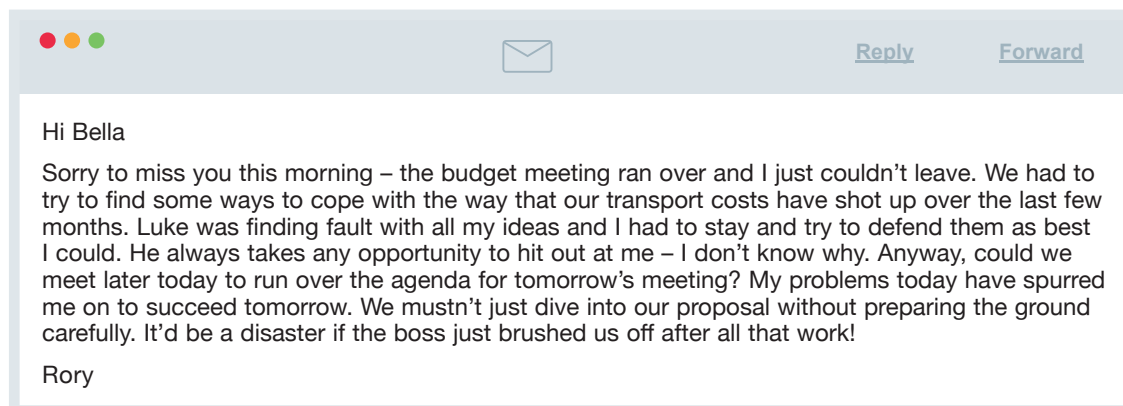 Reply Forward
Hi Bella
Sorry to miss you this morning – the budget meeting ran over and I just couldn't leave. We had to
try to find some ways to cope with the way that our transport costs have shot up over the last few
months. Luke was finding fault with all my ideas and I had to stay and try to defend them as best
I could. He always takes any opportunity to hit out at me – I don't know why. Anyway, could we
meet later today to run over the agenda for tomorrow's meeting? My problems today have spurred
me on to succeed tomorrow. We mustn't just dive into our proposal without preparing the ground
carefully. It'd be a disaster if the boss just brushed us off after all that work!
Rory